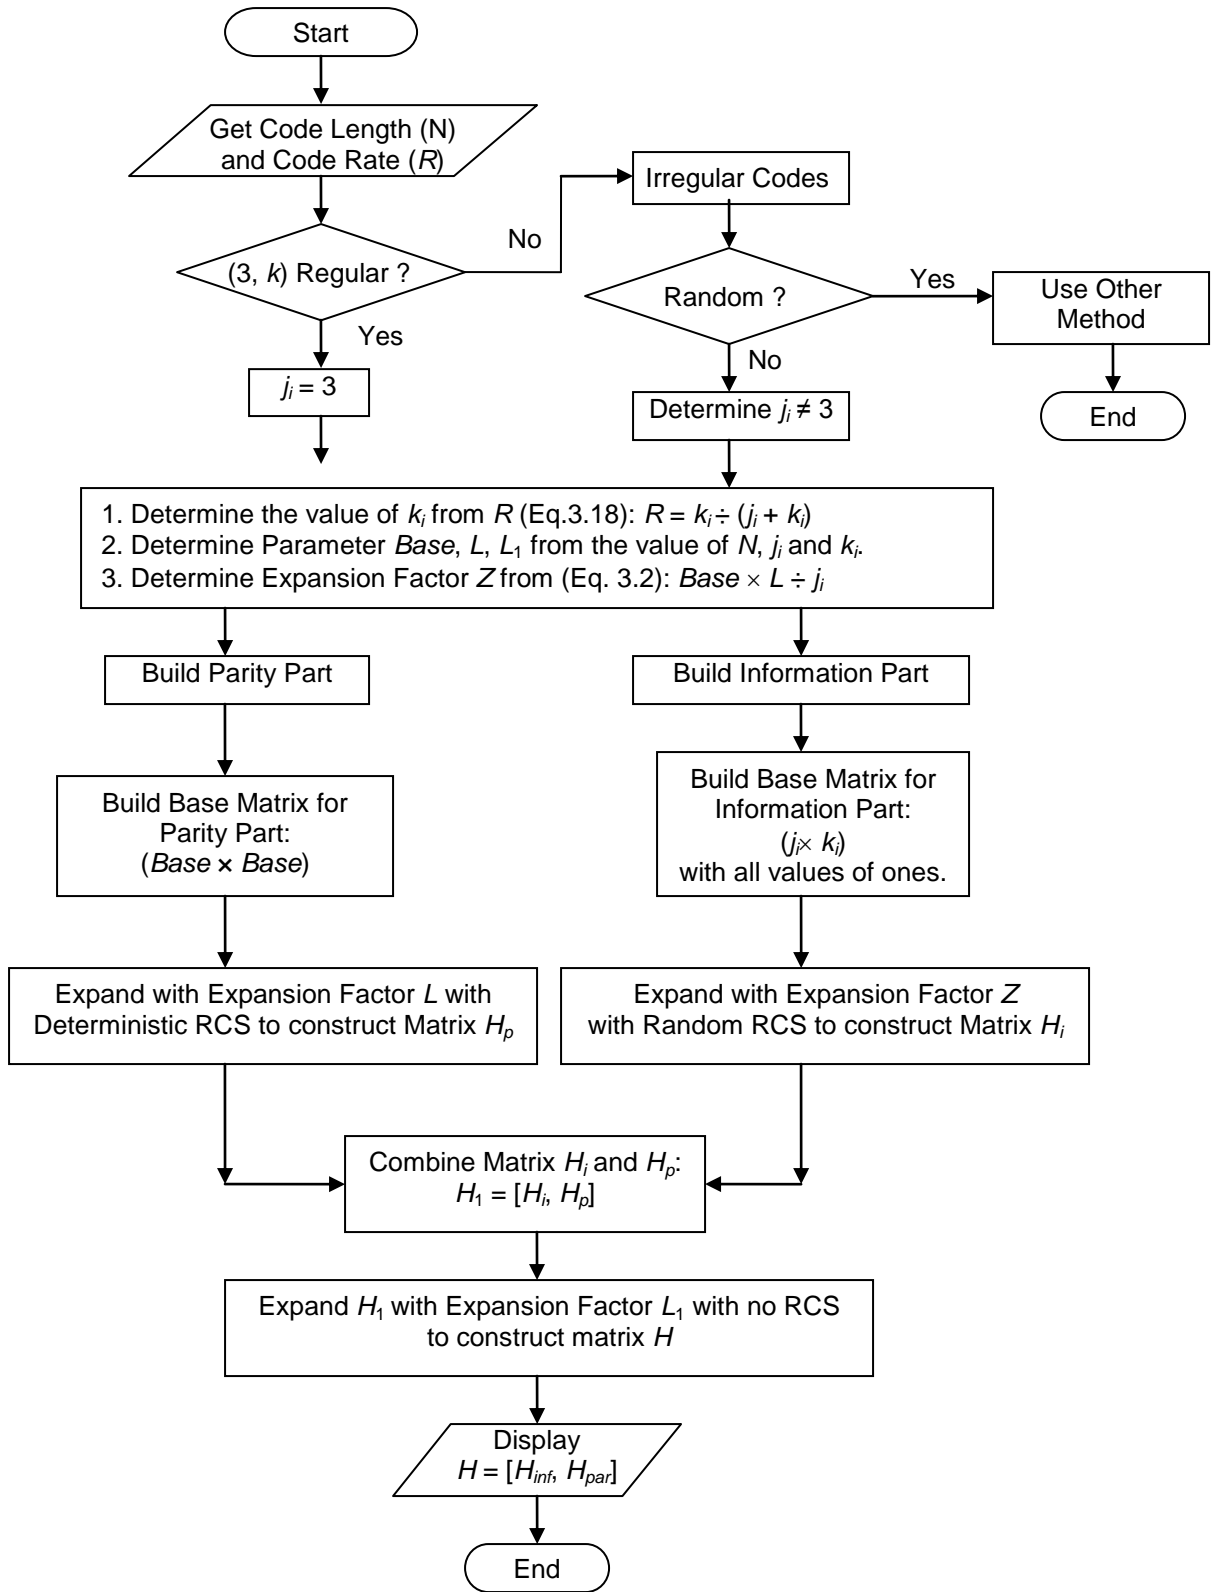 Start
Get Code Length (N)
and Code Rate (R)
Irregular Codes
No
(3, k) Regular ?
Random ?
Yes
Use Other
Method
Yes
No
jᵢ = 3
Determine jᵢ ≠ 3
End
1. Determine the value of kᵢ from R (Eq.3.18): R = kᵢ ÷ (jᵢ + kᵢ)
2. Determine Parameter Base, L, L₁ from the value of N, jᵢ and kᵢ.
3. Determine Expansion Factor Z from (Eq. 3.2): Base × L ÷ jᵢ
Build Parity Part
Build Information Part
Build Base Matrix for
Parity Part:
(Base × Base)
Build Base Matrix for
Information Part:
(jᵢ× kᵢ)
with all values of ones.
Expand with Expansion Factor L with
Deterministic RCS to construct Matrix Hₚ
Expand with Expansion Factor Z
with Random RCS to construct Matrix Hᵢ
Combine Matrix Hᵢ and Hₚ:
H₁ = [Hᵢ, Hₚ]
Expand H₁ with Expansion Factor L₁ with no RCS
to construct matrix H
Display
H = [H_inf, H_par]
End